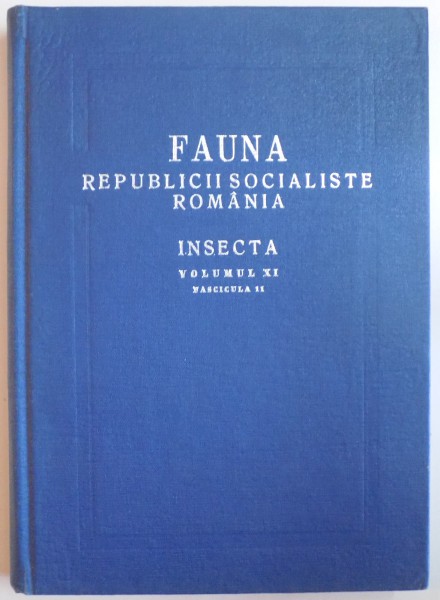 FAUNA
REPUBLICII SOCIALISTE
ROMÂNIA
INSECTA
VOLUMUL XI
FASCICULA 11